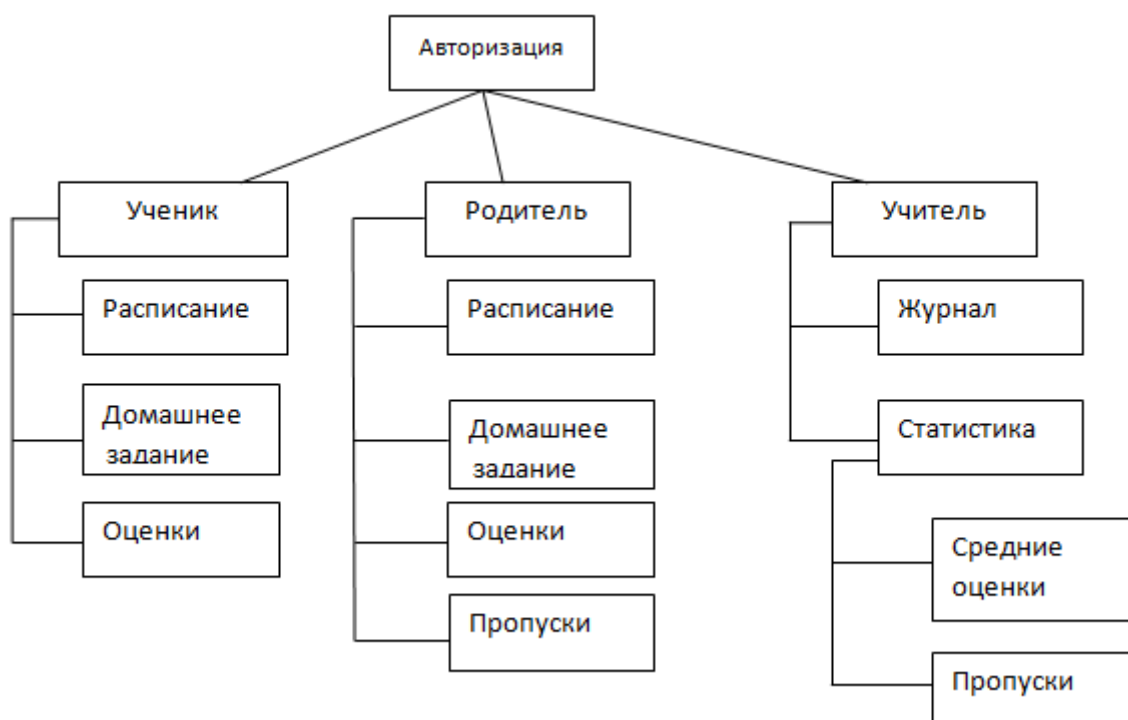 Авторизация
Ученик
Расписание
Домашнее
задание
Оценки
Родитель
Расписание
Домашнее
задание
Оценки
Пропуски
Учитель
Журнал
Статистика
Средние
оценки
Пропуски